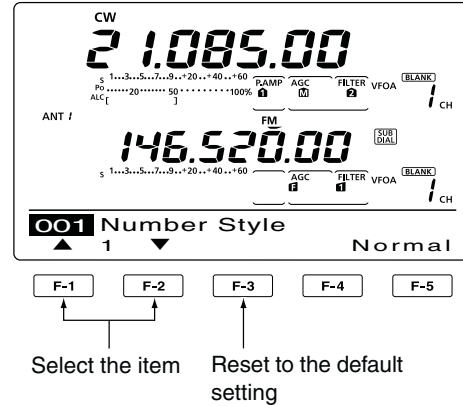 CW
21.085.00
S 1...3...5...7...9..+20..+40..+60
Po ......20....... 50 ............100%
ALC [ ]
P.AMP AGC FILTER VFOA BLANK
1 M 2 1 CH
ANT 1
FM
146.520.00
SUB DIAL
S 1...3...5...7...9..+20..+40..+60
AGC FILTER VFOA BLANK
F 1 1 CH
001 Number Style
▲ 1 ▼ Normal
F-1 F-2 F-3 F-4 F-5
Select the item
Reset to the default
setting